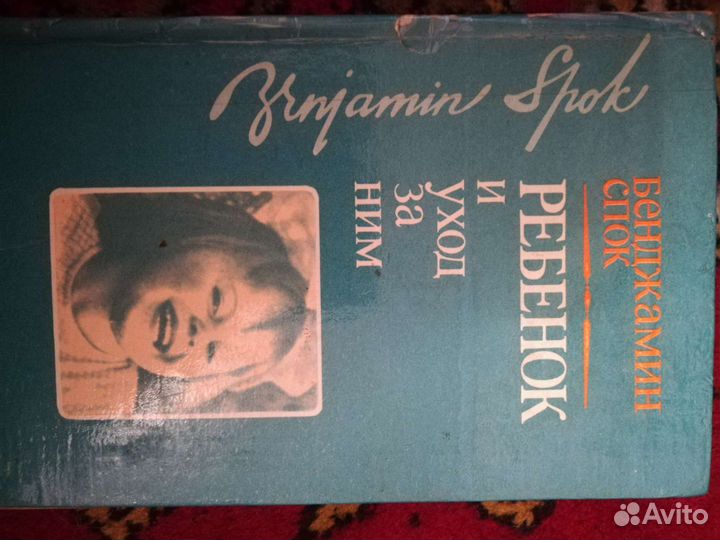 Benjamin Spok
БЕНДЖАМИН
СПОК
РЕБЕНОК
и
УХОД
за
НИМ
Avito